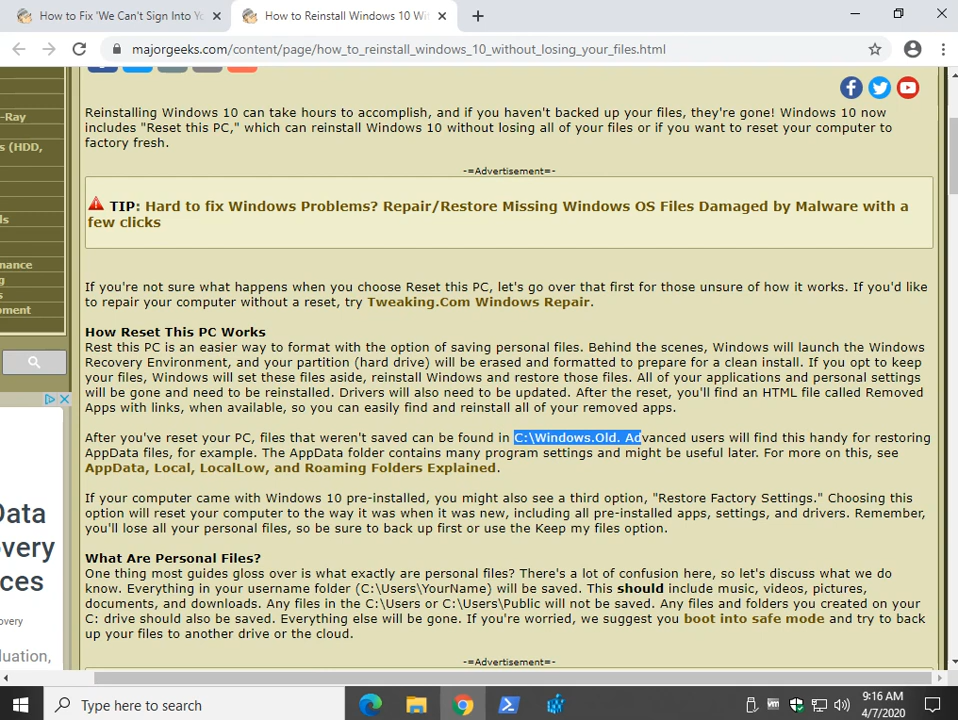 How to Fix 'We Can't Sign Into Yo
How to Reinstall Windows 10 Wit
majorgeeks.com/content/page/how_to_reinstall_windows_10_without_losing_your_files.html
-Ray
s (HDD,
ls
nance
g
s
opment
Reinstalling Windows 10 can take hours to accomplish, and if you haven't backed up your files, they're gone! Windows 10 now
includes "Reset this PC," which can reinstall Windows 10 without losing all of your files or if you want to reset your computer to
factory fresh.
-=Advertisement=-
TIP: Hard to fix Windows Problems? Repair/Restore Missing Windows OS Files Damaged by Malware with a
few clicks
If you're not sure what happens when you choose Reset this PC, let's go over that first for those unsure of how it works. If you'd like
to repair your computer without a reset, try Tweaking.Com Windows Repair.
How Reset This PC Works
Rest this PC is an easier way to format with the option of saving personal files. Behind the scenes, Windows will launch the Windows
Recovery Environment, and your partition (hard drive) will be erased and formatted to prepare for a clean install. If you opt to keep
your files, Windows will set these files aside, reinstall Windows and restore those files. All of your applications and personal settings
will be gone and need to be reinstalled. Drivers will also need to be updated. After the reset, you'll find an HTML file called Removed
Apps with links, when available, so you can easily find and reinstall all of your removed apps.
After you've reset your PC, files that weren't saved can be found in C:\Windows.Old. Advanced users will find this handy for restoring
AppData files, for example. The AppData folder contains many program settings and might be useful later. For more on this, see
AppData, Local, LocalLow, and Roaming Folders Explained.
If your computer came with Windows 10 pre-installed, you might also see a third option, "Restore Factory Settings." Choosing this
option will reset your computer to the way it was when it was new, including all pre-installed apps, settings, and drivers. Remember,
you'll lose all your personal files, so be sure to back up first or use the Keep my files option.
What Are Personal Files?
One thing most guides gloss over is what exactly are personal files? There's a lot of confusion here, so let's discuss what we do
know. Everything in your username folder (C:\Users\YourName) will be saved. This should include music, videos, pictures,
documents, and downloads. Any files in the C:\Users or C:\Users\Public will not be saved. Any files and folders you created on your
C: drive should also be saved. Everything else will be gone. If you're worried, we suggest you boot into safe mode and try to back
up your files to another drive or the cloud.
-=Advertisement=-
Data
overy
ces
overy
luation,
Type here to search
vm
9:16 AM
4/7/2020